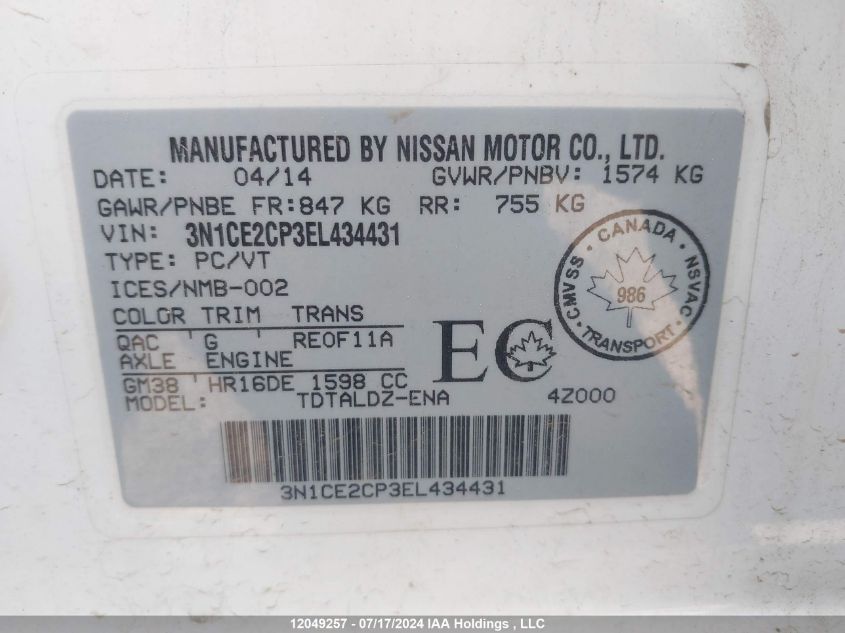 MANUFACTURED BY NISSAN MOTOR CO., LTD.
DATE: 04/14 GVWR/PNBV: 1574 KG
GAWR/PNBE FR:847 KG RR: 755 KG
VIN: 3N1CE2CP3EL434431
TYPE: PC/VT
ICES/NMB-002
COLOR TRIM TRANS
QAC ' G ' RE0F11A
AXLE ENGINE
GM38 ' HR16DE 1598 CC
MODEL: TDTALDZ-ENA 4Z000
EC
CMVSS · CANADA · NSVAC
986
· TRANSPORT ·
3N1CE2CP3EL434431
12049257 - 07/17/2024 IAA Holdings , LLC